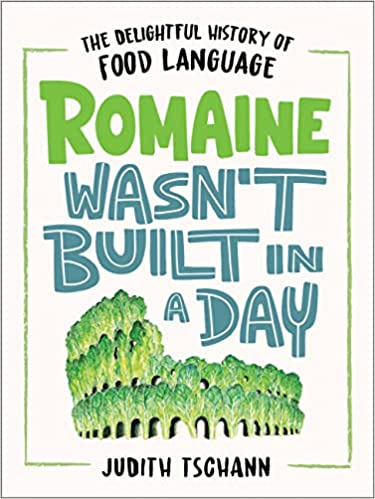 THE DELIGHTFUL HISTORY OF
FOOD LANGUAGE
ROMAINE
WASN'T
BUILT IN
A DAY
JUDITH TSCHANN